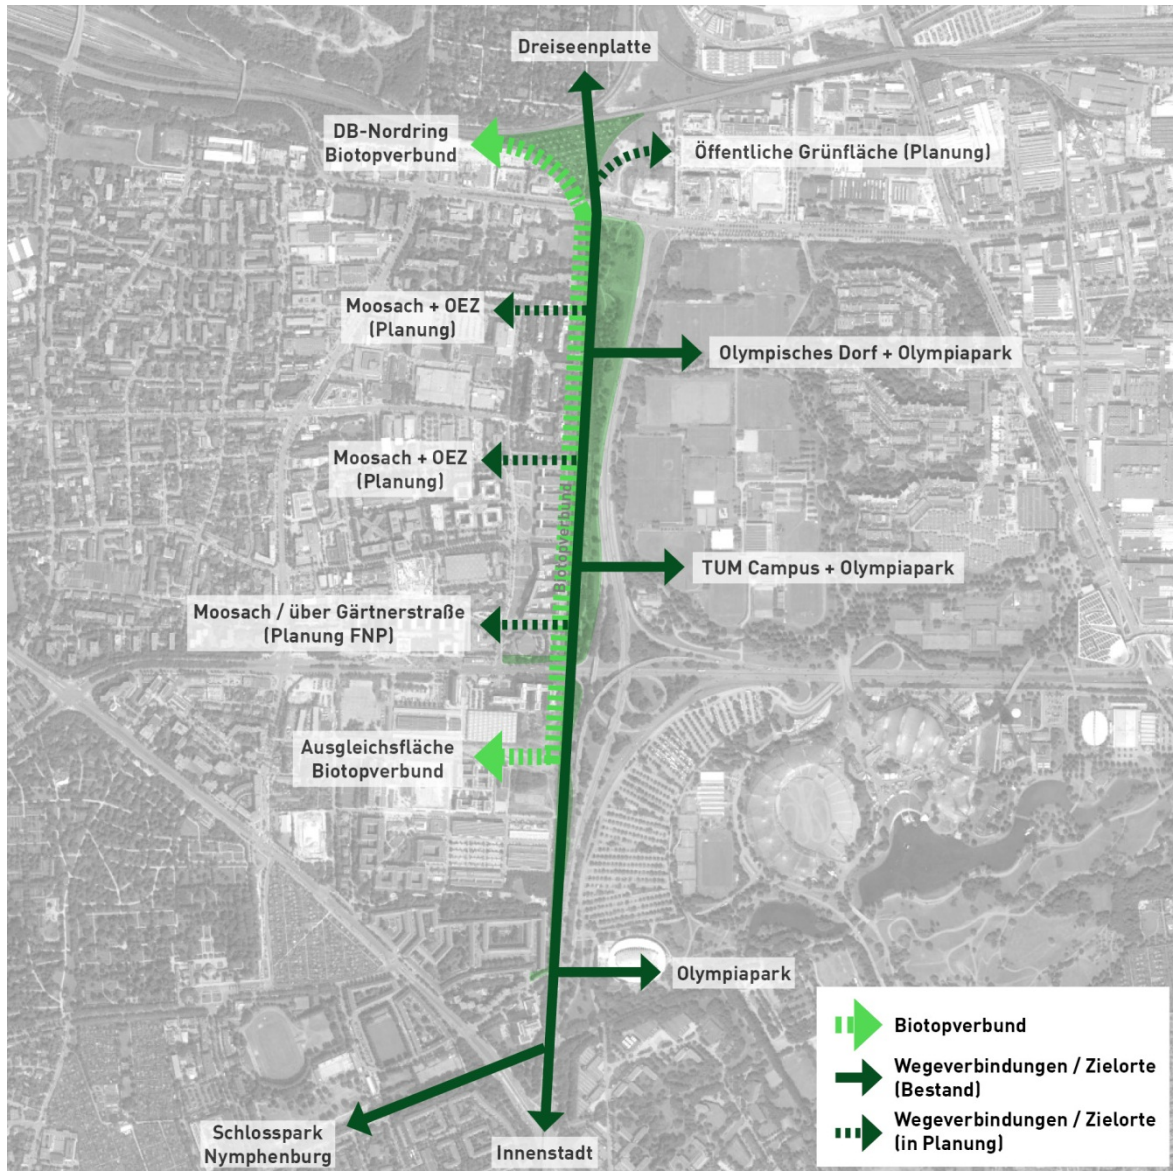 Dreiseenplatte
DB-Nordring
Biotopverbund
Öffentliche Grünfläche (Planung)
Moosach + OEZ
(Planung)
Olympisches Dorf + Olympiapark
Moosach + OEZ
(Planung)
Biotopverbund
TUM Campus + Olympiapark
Moosach / über Gärtnerstraße
(Planung FNP)
Ausgleichsfläche
Biotopverbund
Olympiapark
Schlosspark
Nymphenburg
Innenstadt
Biotopverbund
Wegeverbindungen / Zielorte
(Bestand)
Wegeverbindungen / Zielorte
(in Planung)